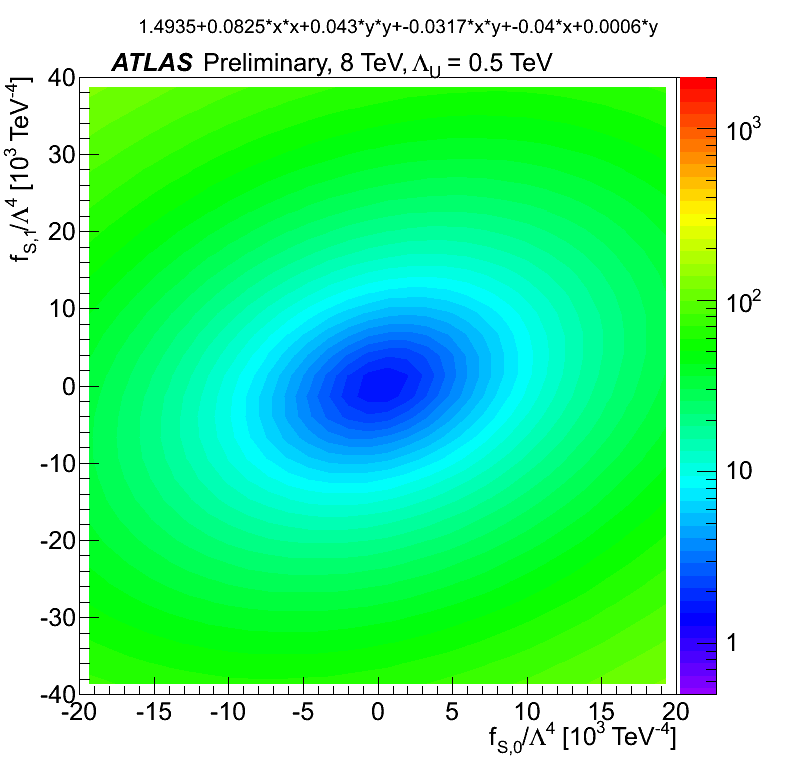 1.4935+0.0825*x*x+0.043*y*y+-0.0317*x*y+-0.04*x+0.0006*y
ATLAS Preliminary, 8 TeV, Λ_U = 0.5 TeV
f_S,1/Λ^4 [10^3 TeV^-4]
40
30
20
10
0
-10
-20
-30
-40
10^3
10^2
10
1
-20 -15 -10 -5 0 5 10 15 20
f_S,0/Λ^4 [10^3 TeV^-4]